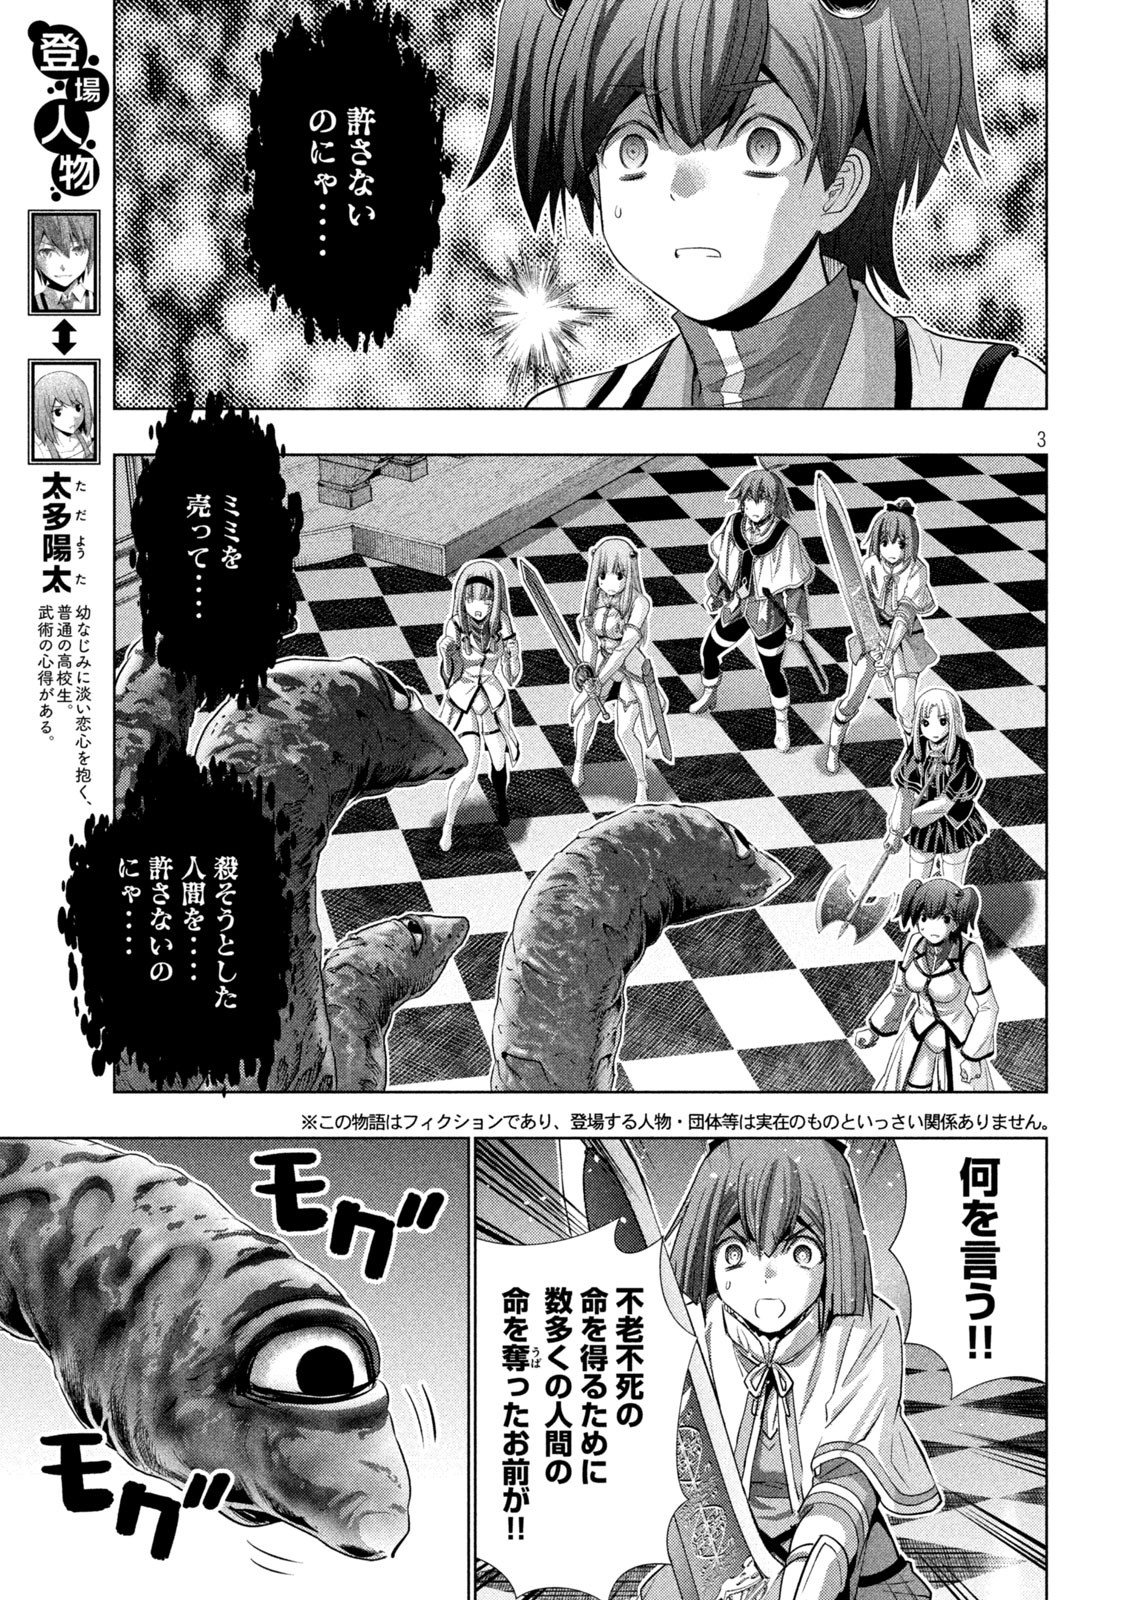 許さない
のにゃ・・・・
登場人物
太多陽太
ただようた
幼なじみに淡い恋心を抱く、
普通の高校生。
武術の心得がある。
3
ミミを
売って・・・・
殺そうとした
人間を・・・・
許さないの
にゃ・・・・
※この物語はフィクションであり、登場する人物・団体等は実在のものといっさい関係ありません。
何を言う!!
不老不死の
命を得るために
数多くの人間の
命を奪ったお前が!!
うば
モグ
モグ